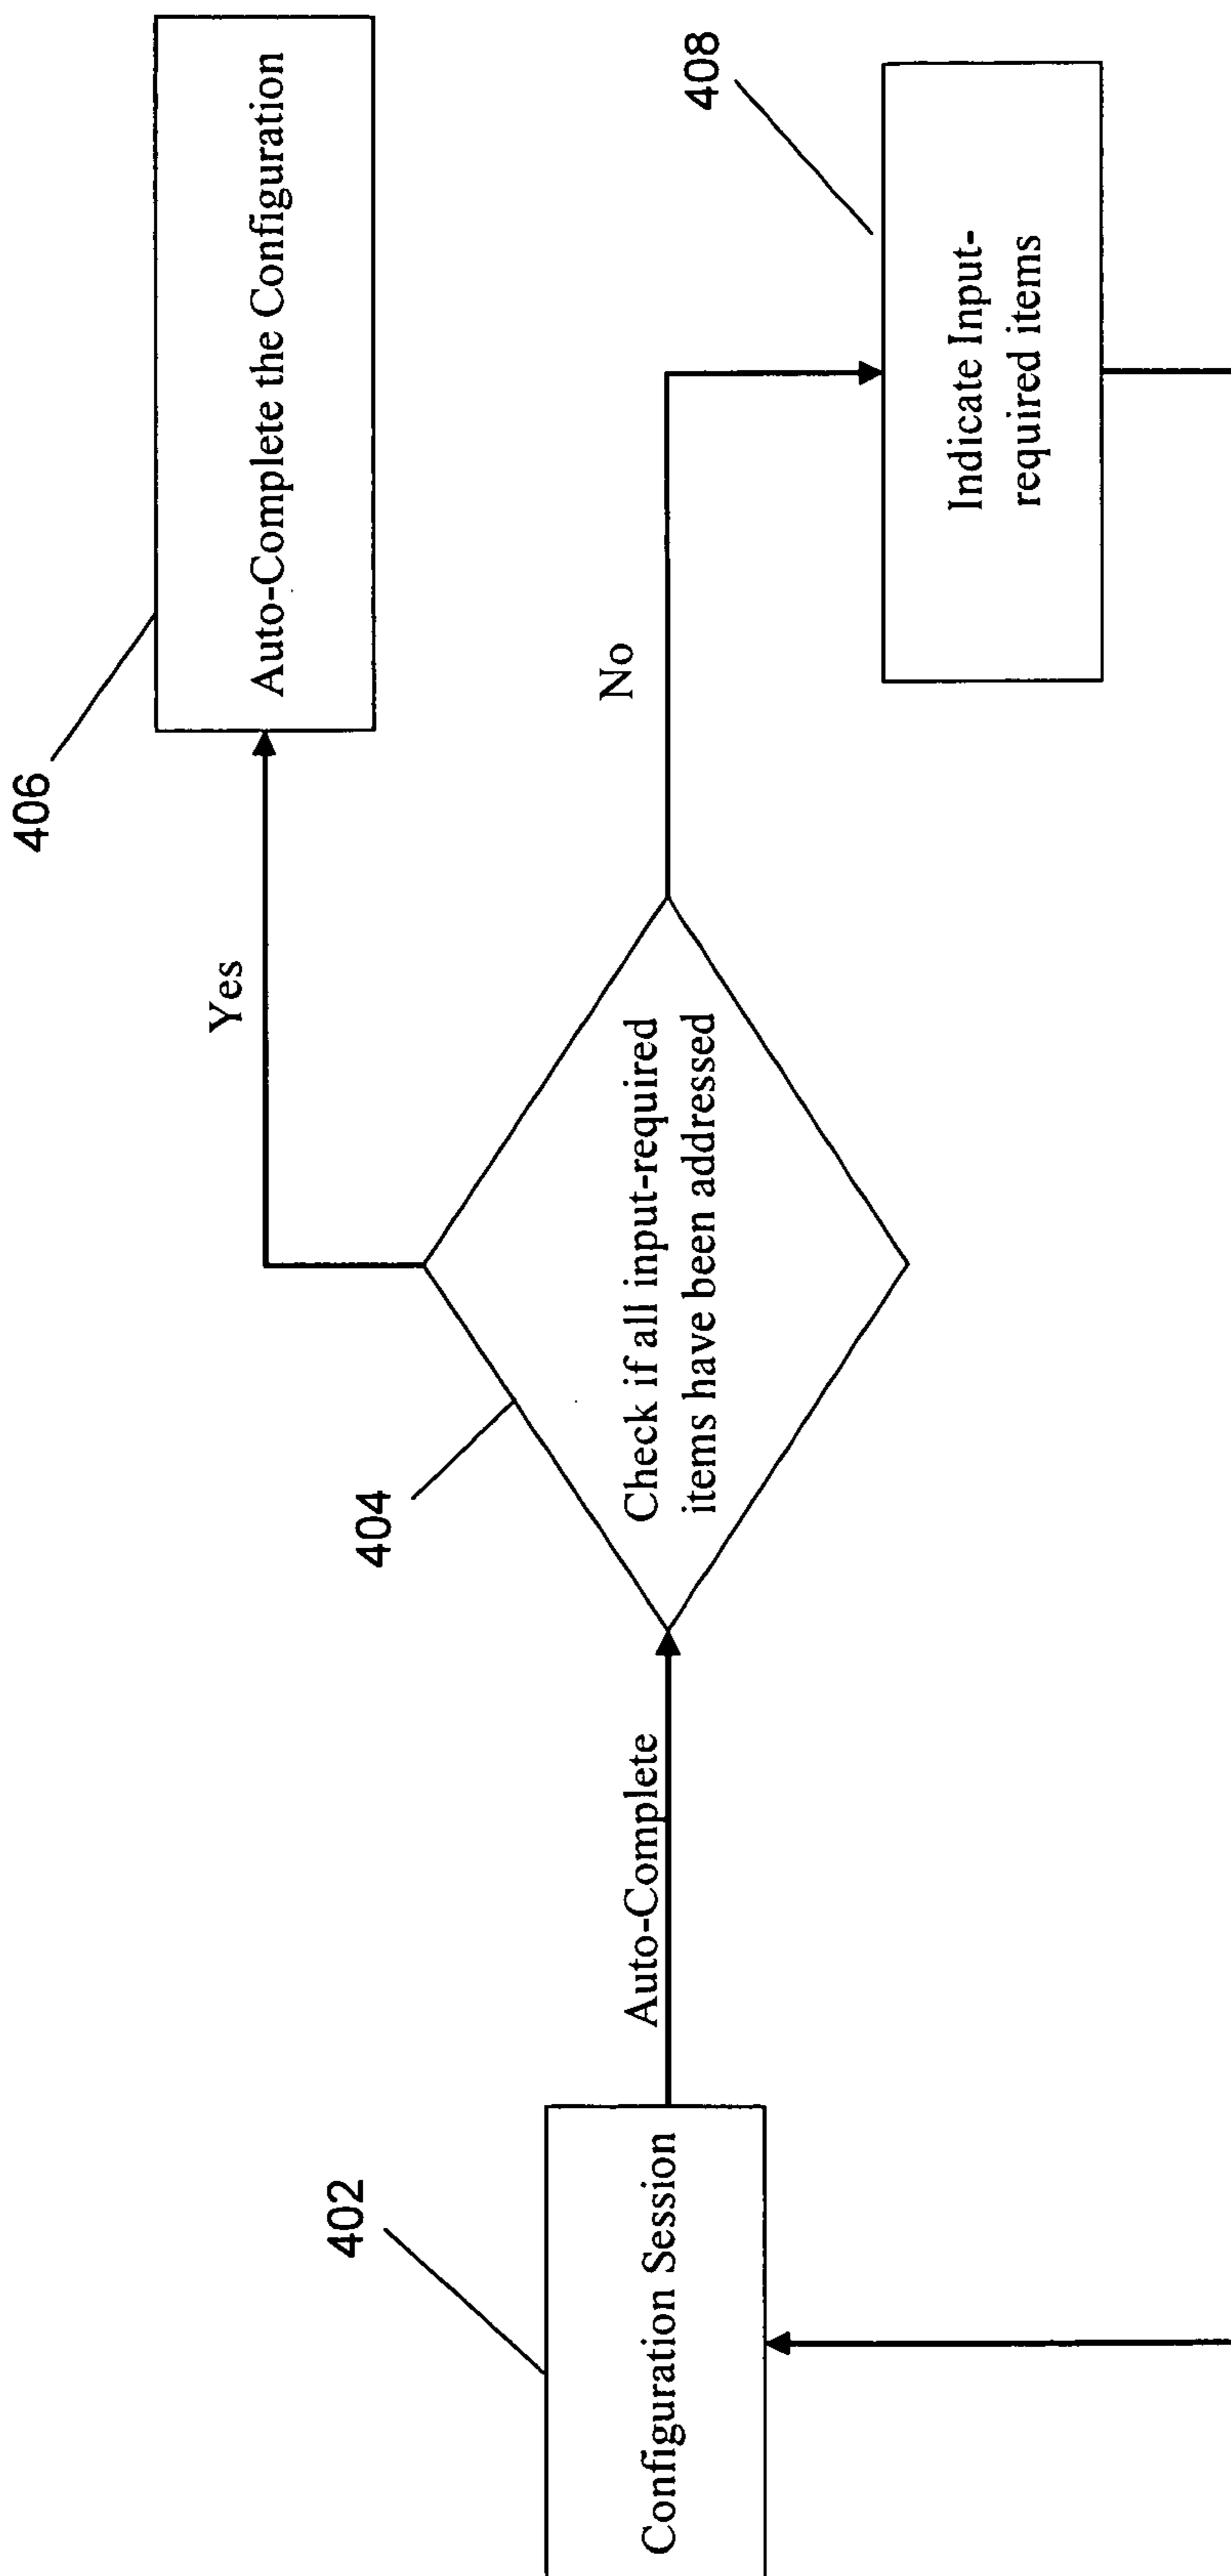 402
Configuration Session
Auto-Complete
404
Check if all input-required
items have been addressed
Yes
406
Auto-Complete the Configuration
No
408
Indicate Input-
required items